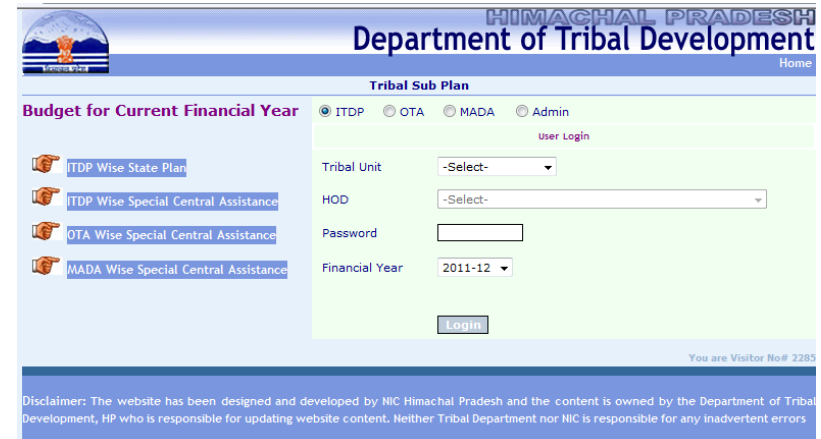 HIMACHAL PRADESH
Department of Tribal Development
Home
Tribal Sub Plan
Budget for Current Financial Year
ITDP OTA MADA Admin
User Login
ITDP Wise State Plan
ITDP Wise Special Central Assistance
OTA Wise Special Central Assistance
MADA Wise Special Central Assistance
Tribal Unit -Select-
HOD -Select-
Password
Financial Year 2011-12
Login
You are Visitor No# 2285
Disclaimer: The website has been designed and developed by NIC Himachal Pradesh and the content is owned by the Department of Tribal
Development, HP who is responsible for updating website content. Neither Tribal Department nor NIC is responsible for any inadvertent errors